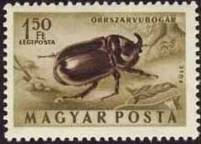 ORRSZARVUBOGÁR
1,50
Ft
LÉGIPOSTA
MAGYAR POSTA